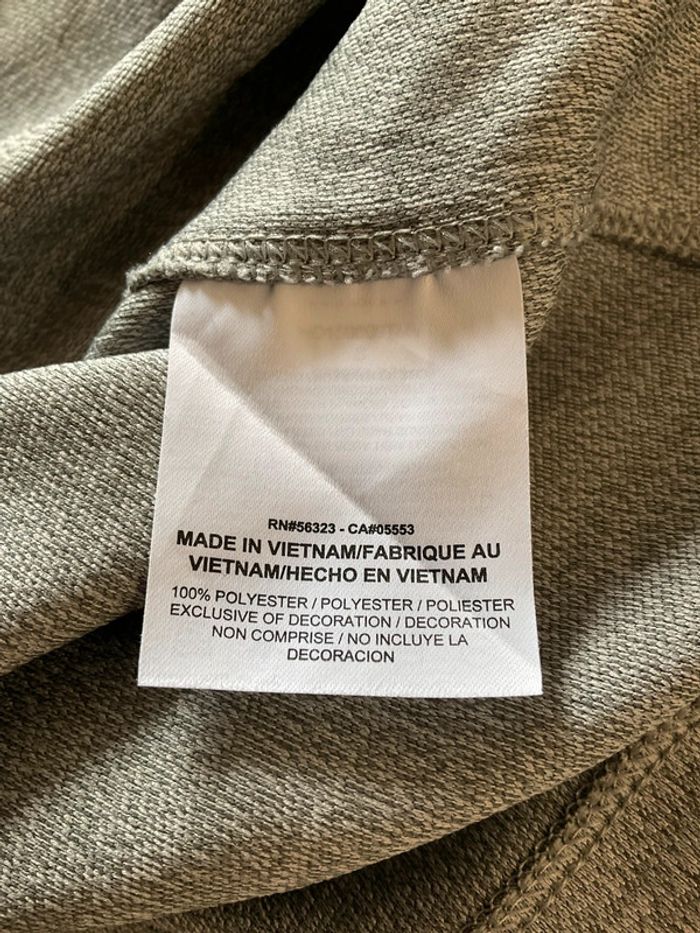 RN#56323 - CA#05553
MADE IN VIETNAM/FABRIQUE AU
VIETNAM/HECHO EN VIETNAM
100% POLYESTER / POLYESTER / POLIESTER
EXCLUSIVE OF DECORATION / DECORATION
NON COMPRISE / NO INCLUYE LA
DECORACION